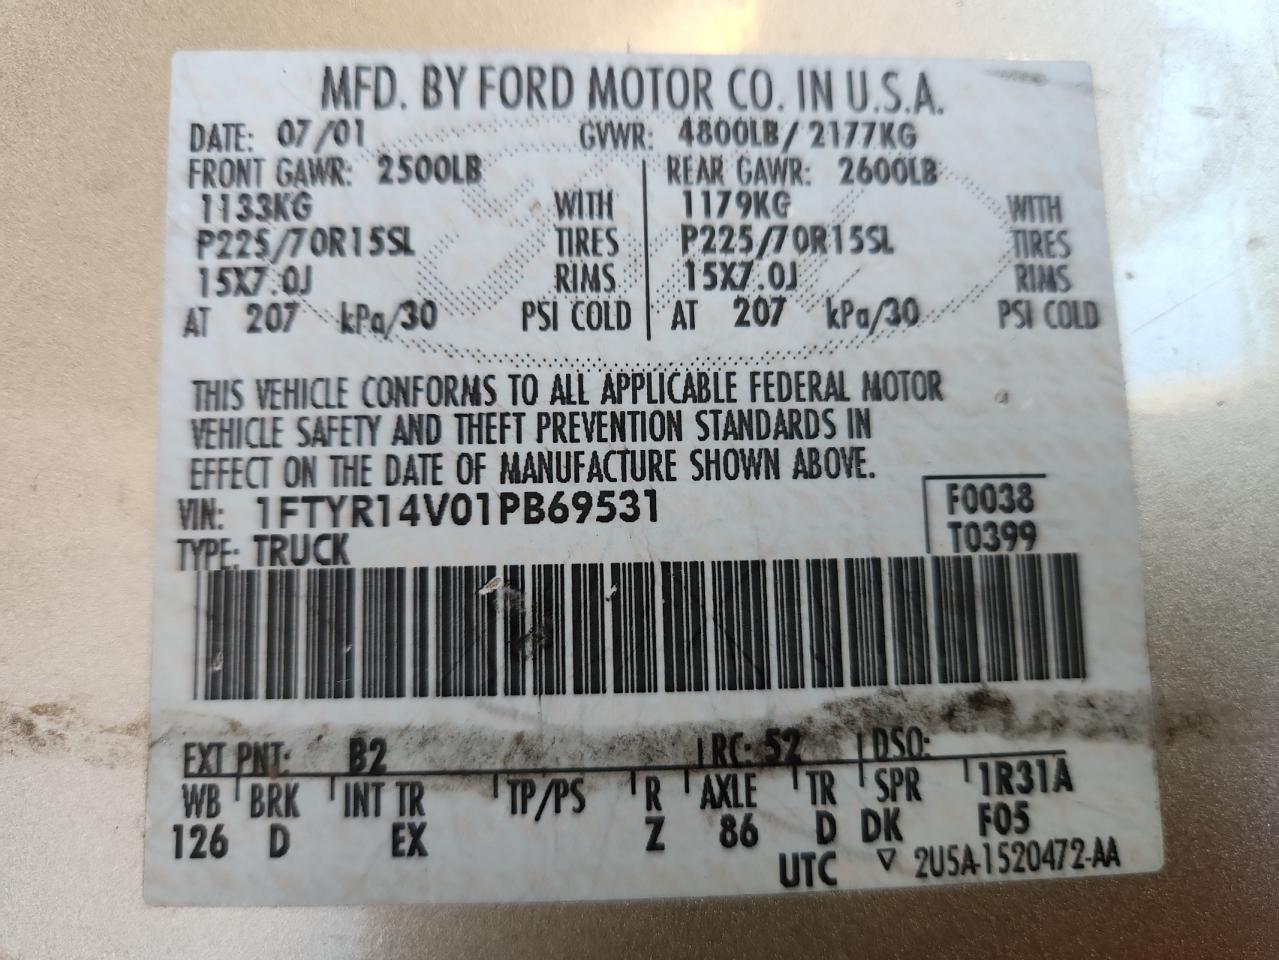 MFD. BY FORD MOTOR CO. IN U.S.A.
DATE: 07/01 GVWR: 4800LB/ 2177KG
FRONT GAWR: 2500LB REAR GAWR: 2600LB
1133KG WITH 1179KG WITH
P225/70R15SL TIRES P225/70R15SL TIRES
15X7.0J RIMS 15X7.0J RIMS
AT 207 kPa/30 PSI COLD AT 207 kPa/30 PSI COLD
THIS VEHICLE CONFORMS TO ALL APPLICABLE FEDERAL MOTOR
VEHICLE SAFETY AND THEFT PREVENTION STANDARDS IN
EFFECT ON THE DATE OF MANUFACTURE SHOWN ABOVE.
VIN: 1FTYR14V01PB69531 F0038
TYPE: TRUCK T0399
EXT PNT: B2 RC: 52 DSO:
WB BRK INT TR TP/PS R AXLE TR SPR 1R31A
126 D EX Z 86 D DK F05
UTC ▽ 2U5A-1520472-AA